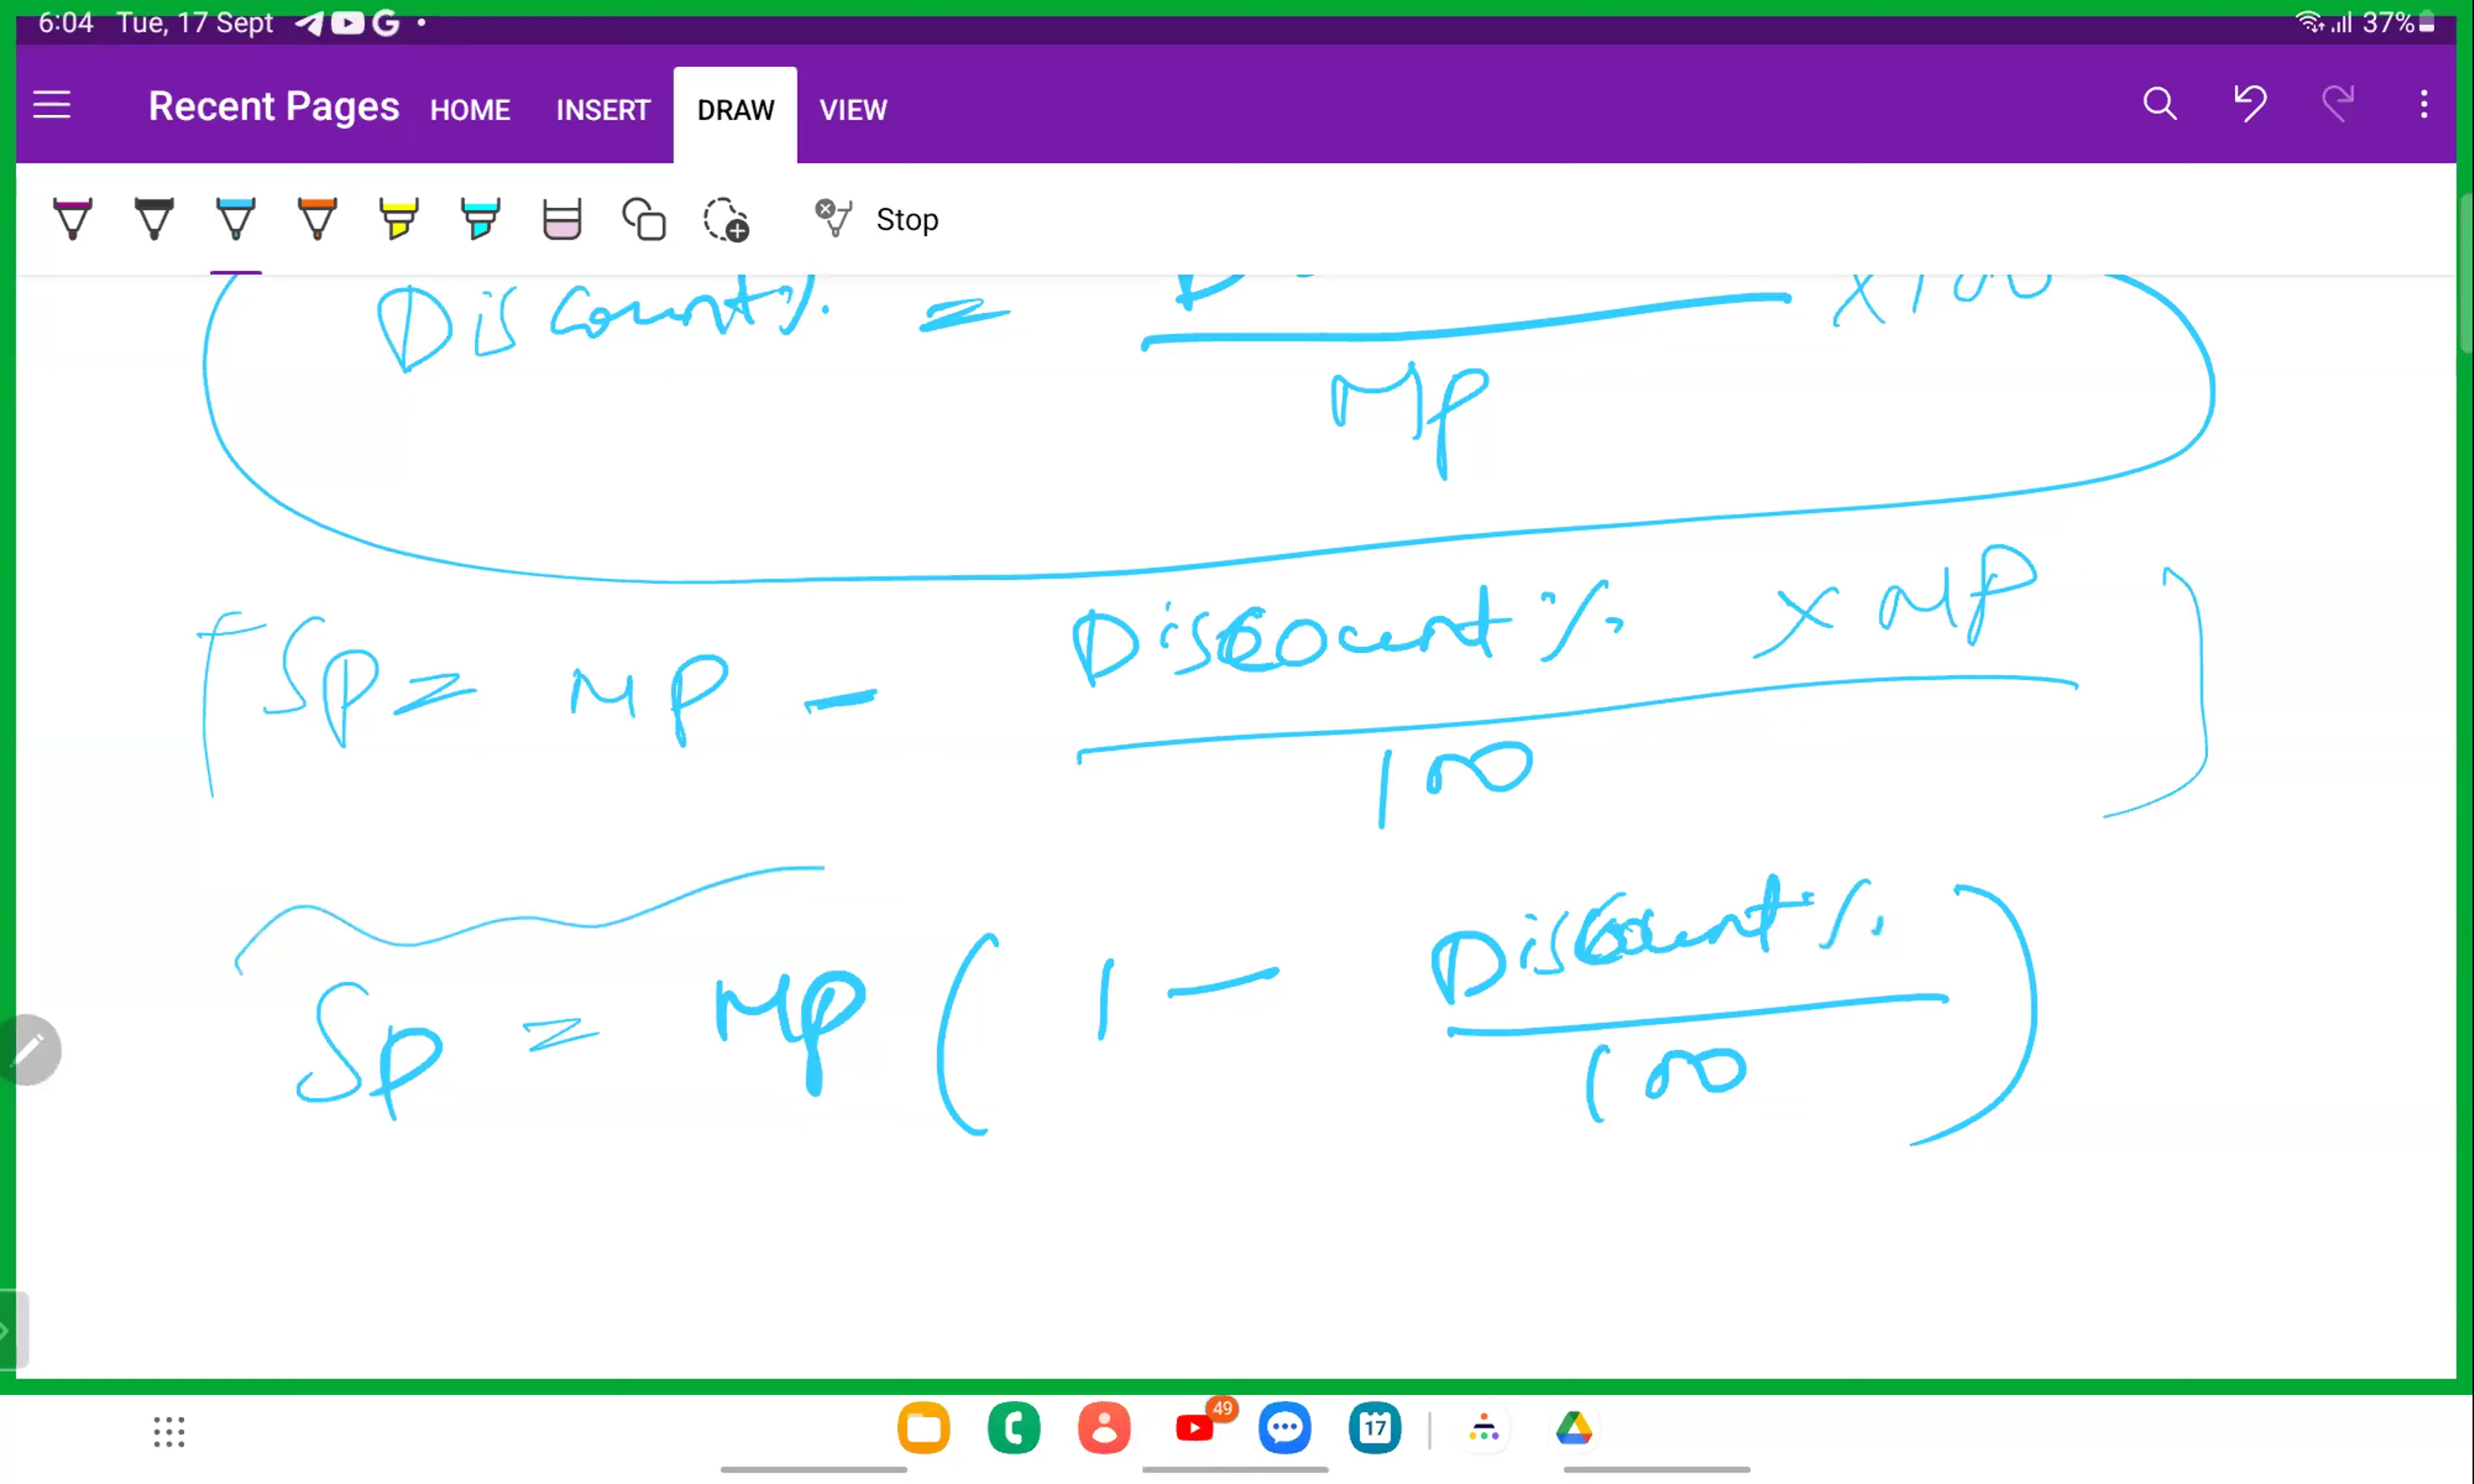 6:04 Tue, 17 Sept 37%
Recent Pages HOME INSERT DRAW VIEW
Stop
Discount% = ×100
MP
SP = MP - Discount % × MP
100
SP = MP ( 1 - Discount % )
100
49
17